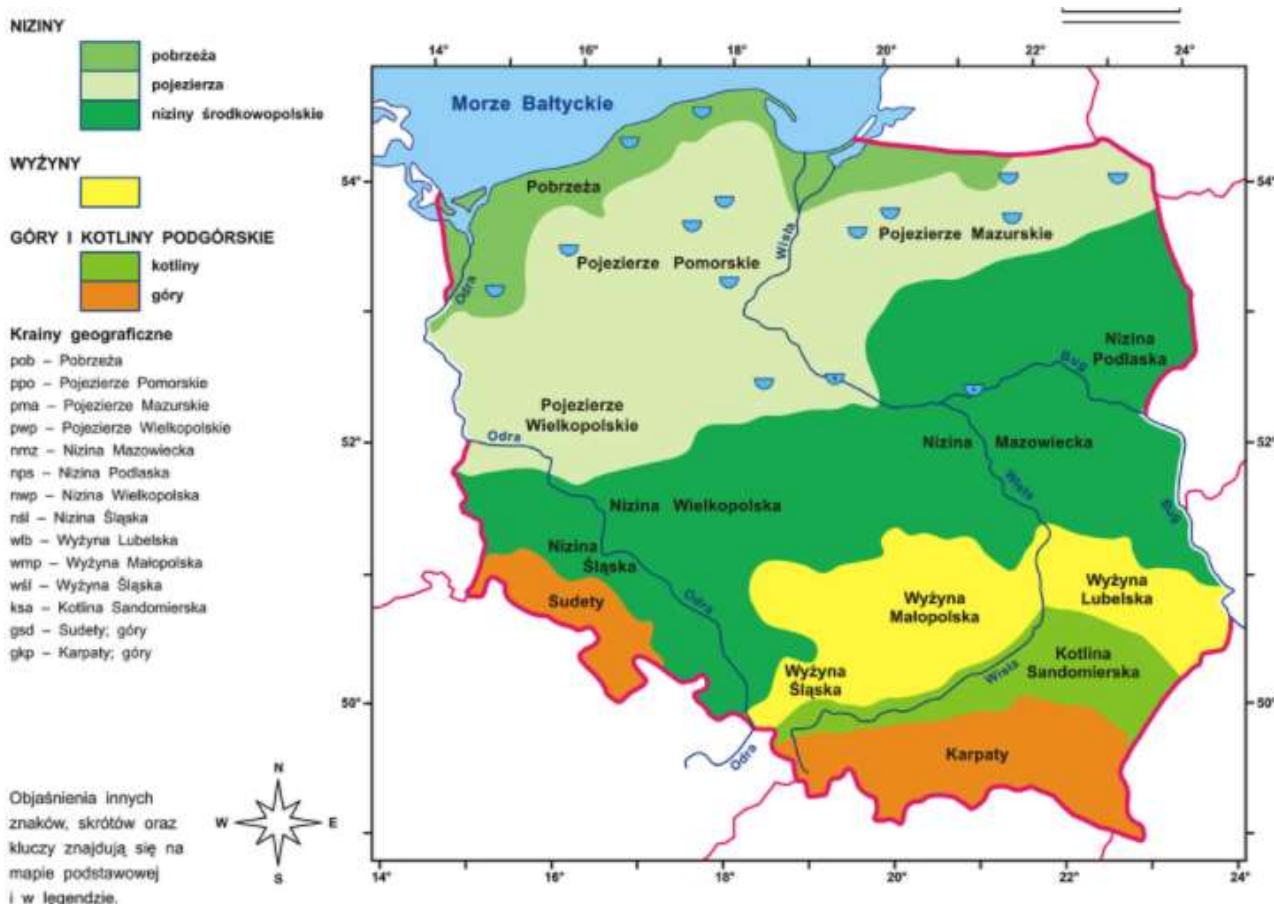 NIZINY
pobrzeża
pojezierza
niziny środkowopolskie
WYŻYNY
GÓRY I KOTLINY PODGÓRSKIE
kotliny
góry
Krainy geograficzne
pob – Pobrzeża
ppo – Pojezierze Pomorskie
pma – Pojezierze Mazurskie
pwp – Pojezierze Wielkopolskie
nmz – Nizina Mazowiecka
nps – Nizina Podlaska
nwp – Nizina Wielkopolska
nśl – Nizina Śląska
wlb – Wyżyna Lubelska
wmp – Wyżyna Małopolska
wśl – Wyżyna Śląska
ksa – Kotlina Sandomierska
gsd – Sudety; góry
gkp – Karpaty; góry
Objaśnienia innych
znaków, skrótów oraz
kluczy znajdują się na
mapie podstawowej
i w legendzie.
N
W E
S
14° 16° 18° 20° 22° 24°
Morze Bałtyckie
54° 54°
Pobrzeża
Wisła
Pojezierze Mazurskie
Pojezierze Pomorskie
Odra
Nizina
Podlaska
Bug
Pojezierze
Wielkopolskie
52° 52°
Odra
Nizina Mazowiecka
Wisła
Bug
Nizina Wielkopolska
Nizina
Śląska
Odra
Sudety
Wyżyna
Małopolska
Wyżyna
Lubelska
Kotlina
Sandomierska
Wisła
Wyżyna
Śląska
50° 50°
Odra
Karpaty
14° 16° 18° 20° 22° 24°